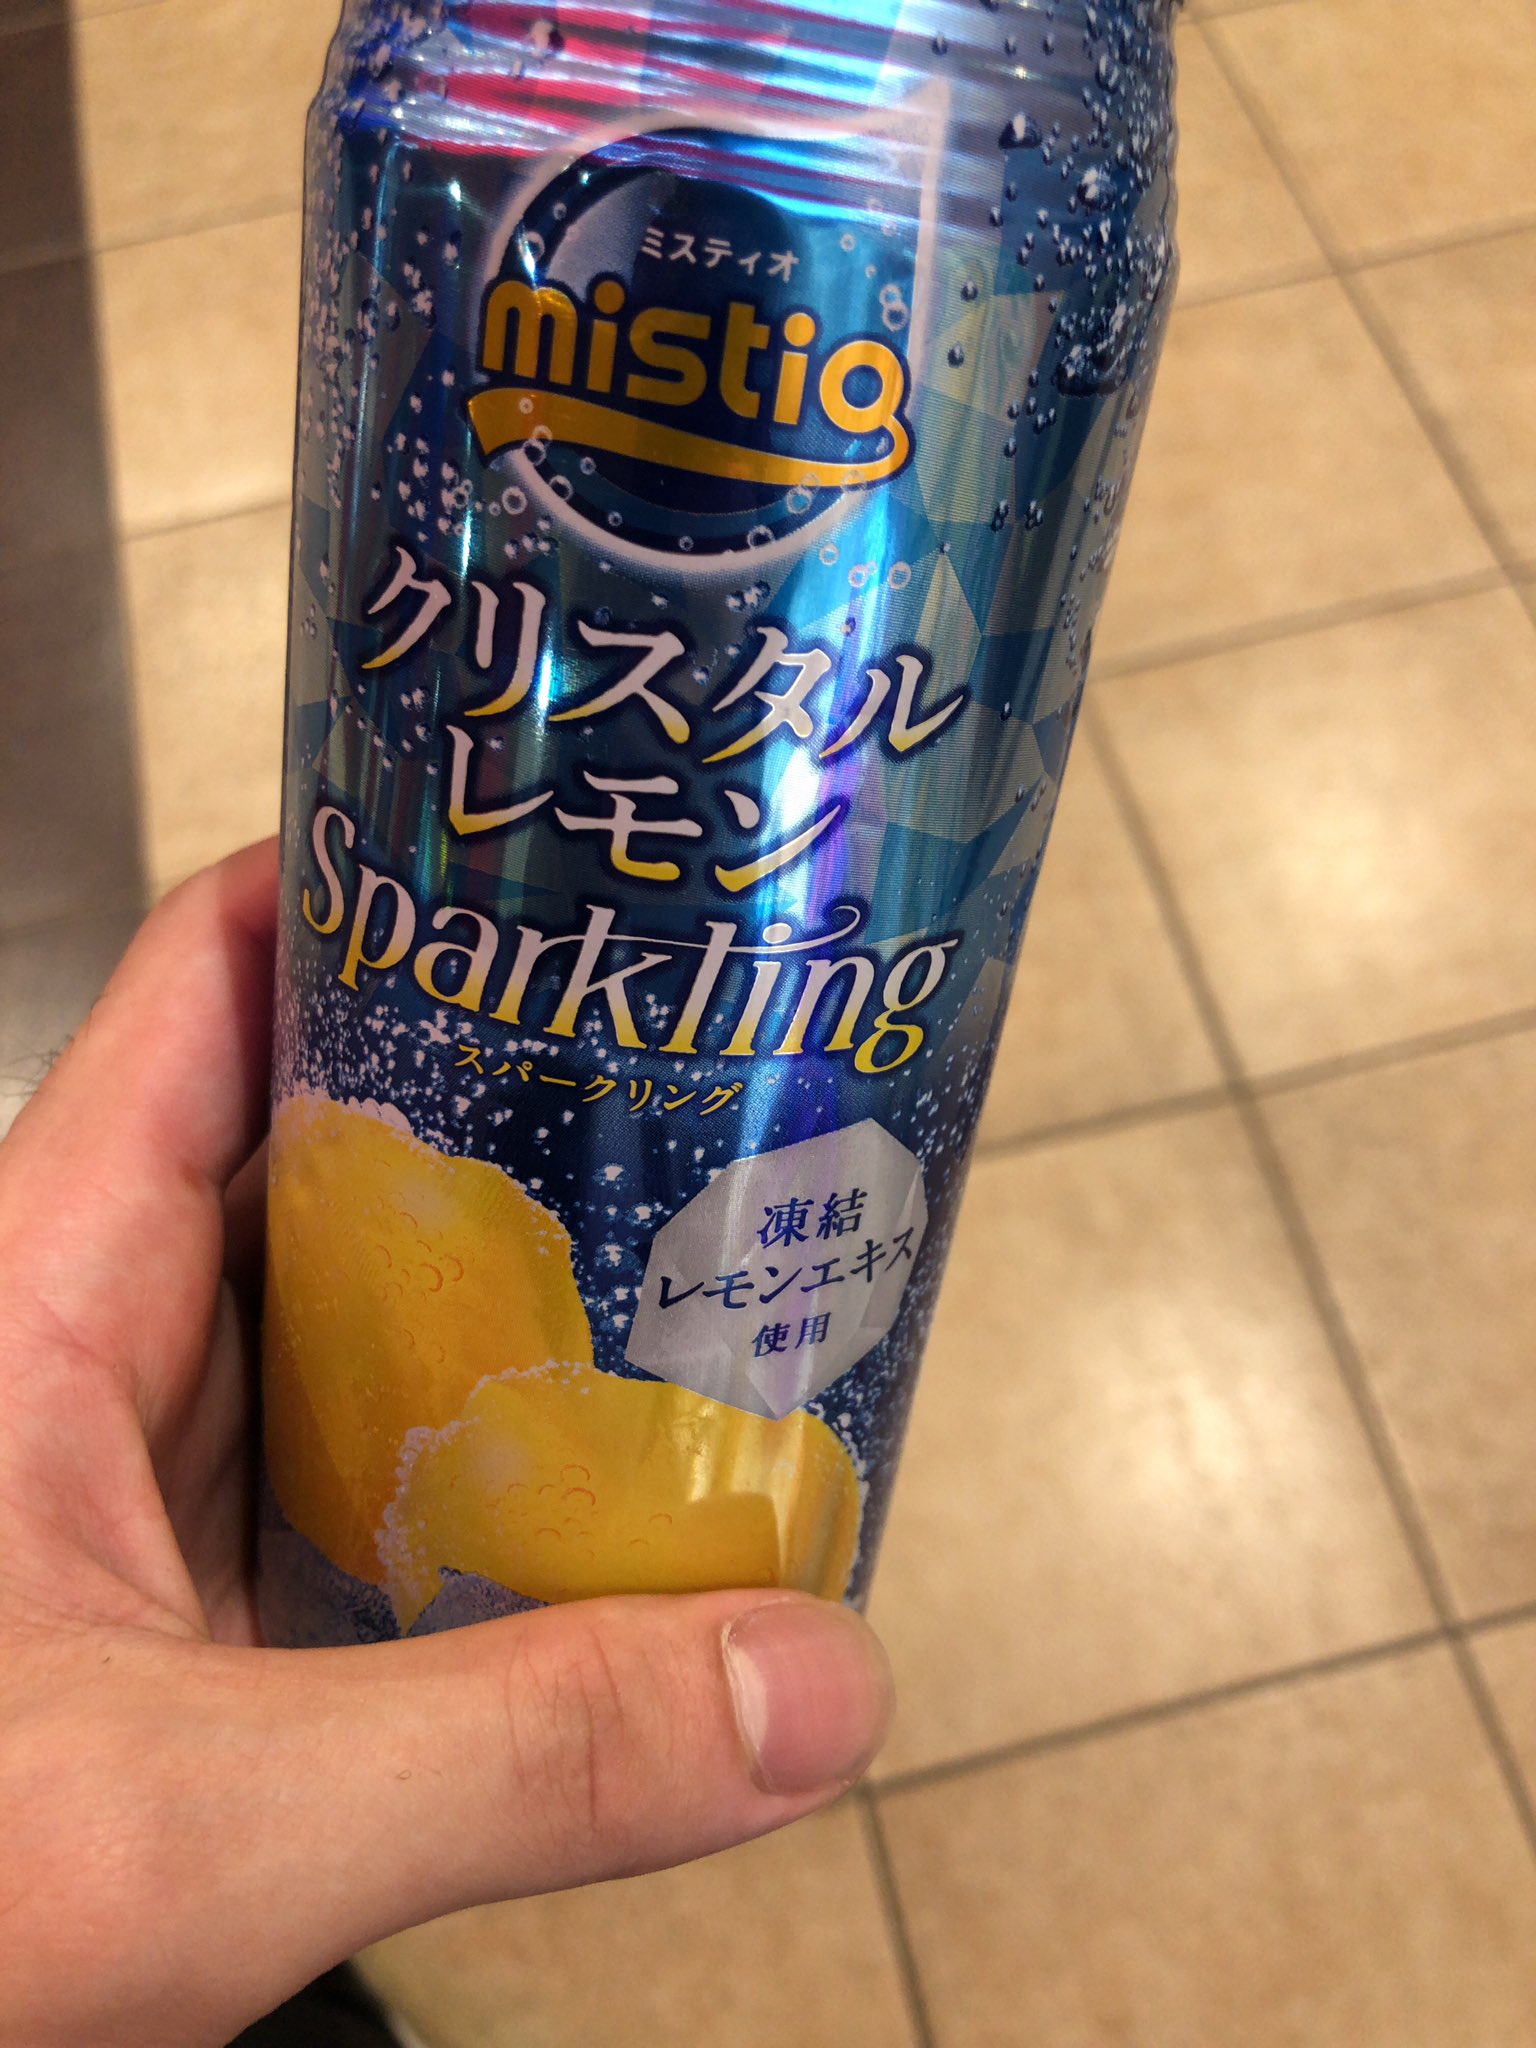 ミスティオ
mistio
クリスタル
レモン
Sparkling
スパークリング
凍結
レモンエキス
使用